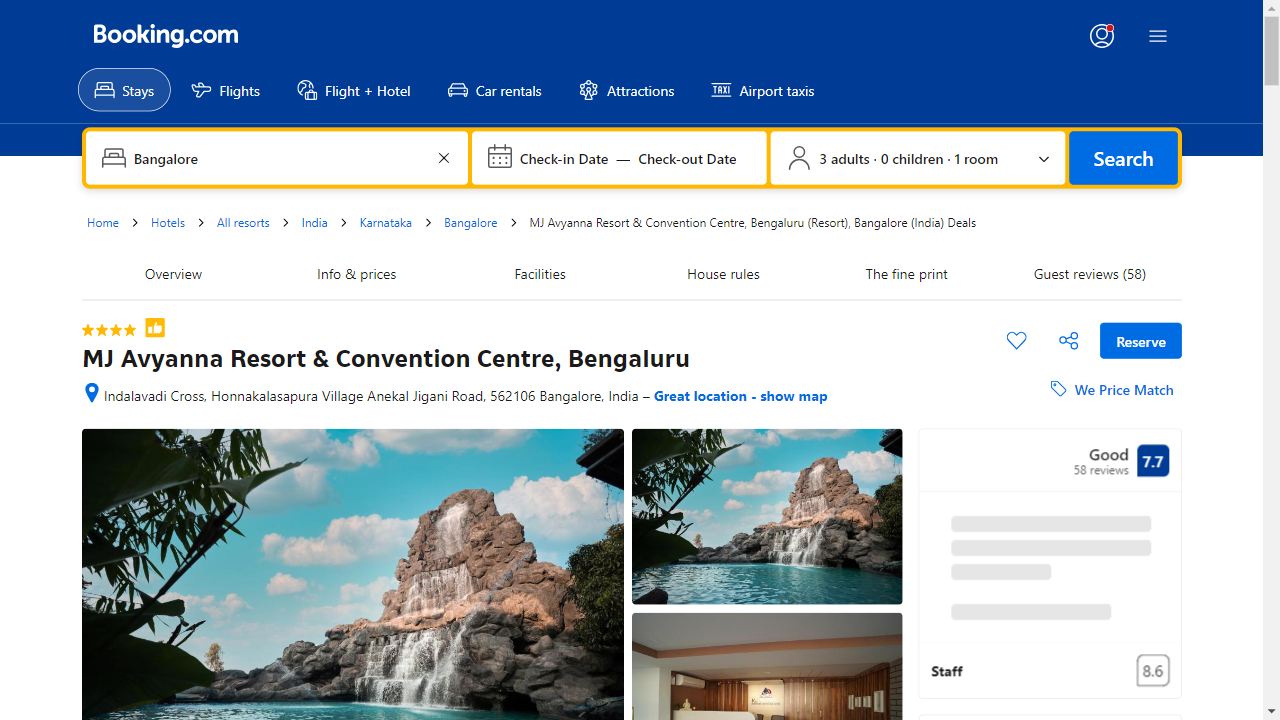 Booking.com
Stays
Flights
Flight + Hotel
Car rentals
Attractions
TAXI
Airport taxis
Bangalore
Check-in Date — Check-out Date
3 adults · 0 children · 1 room
Search
Home
Hotels
All resorts
India
Karnataka
Bangalore
MJ Avyanna Resort & Convention Centre, Bengaluru (Resort), Bangalore (India) Deals
Overview
Info & prices
Facilities
House rules
The fine print
Guest reviews (58)
MJ Avyanna Resort & Convention Centre, Bengaluru
Reserve
Indalavadi Cross, Honnakalasapura Village Anekal Jigani Road, 562106 Bangalore, India – Great location - show map
We Price Match
Good
58 reviews
7.7
Staff
8.6